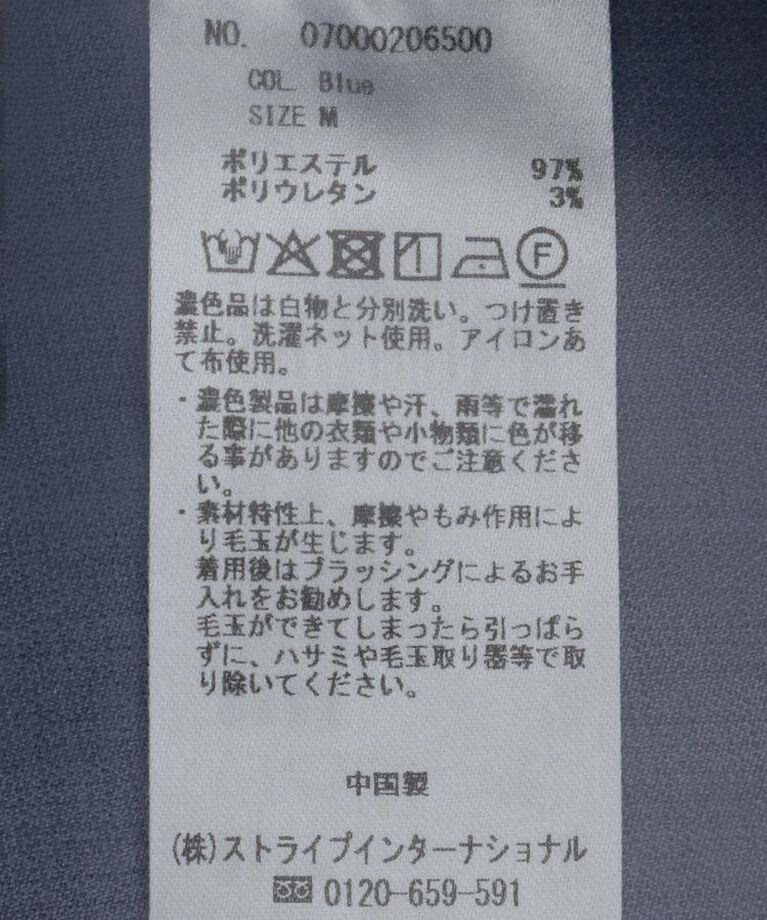 NO. 07000206500
COL. Blue
SIZE M
ポリエステル 97%
ポリウレタン 3%
F
濃色品は白物と分別洗い。つけ置き
禁止。洗濯ネット使用。アイロンあ
て布使用。
・濃色製品は摩擦や汗、雨等で濡れ
た際に他の衣類や小物類に色が移
る事がありますのでご注意くださ
い。
・素材特性上、摩擦やもみ作用によ
り毛玉が生じます。
着用後はブラッシングによるお手
入れをお勧めします。
毛玉ができてしまったら引っぱら
ずに、ハサミや毛玉取り器等で取
り除いてください。
中国製
(株)ストライプインターナショナル
0120-659-591